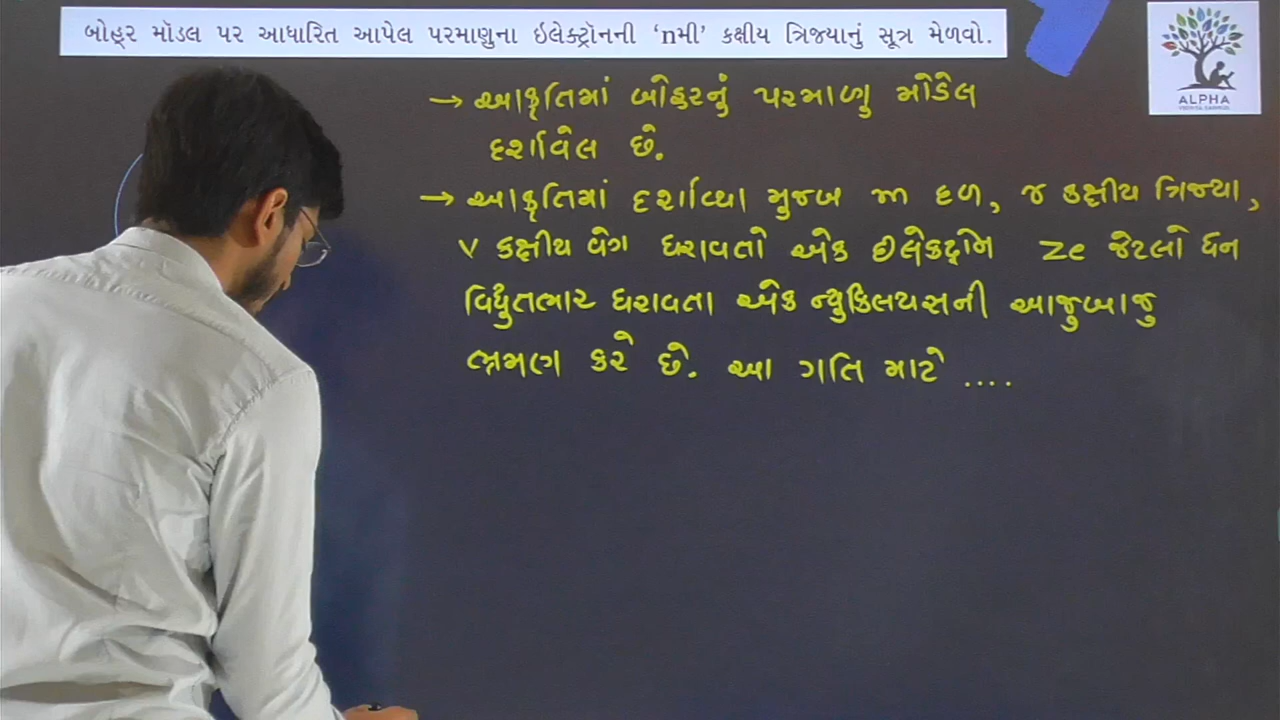 બોહ્ર મૉડલ પર આધારિત આપેલ પરમાણુના ઇલેક્ટ્રૉનની ‘nમી’ કક્ષીય ત્રિજ્યાનું સૂત્ર મેળવો.
ALPHA
→ આકૃતિમાં બોહરનું પરમાણુ મોડેલ
દર્શાવેલ છે.
→ આકૃતિમાં દર્શાવ્યા મુજબ m દળ, r કક્ષીય ત્રિજ્યા,
v કક્ષીય વેગ ધરાવતો એક ઈલેક્ટ્રોન Ze જેટલો ધન
વિદ્યુતભાર ધરાવતા એક ન્યુક્લિયસની આજુબાજુ
ભ્રમણ કરે છે. આ ગતિ માટે ....